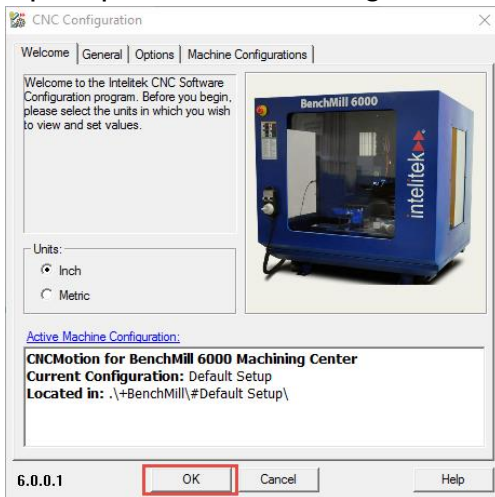 CNC Configuration
Welcome General Options Machine Configurations
Welcome to the Intelitek CNC Software
Configuration program. Before you begin,
please select the units in which you wish
to view and set values.
BenchMill 6000
intelitek
Units:
Inch
Metric
Active Machine Configuration:
CNCMotion for BenchMill 6000 Machining Center
Current Configuration: Default Setup
Located in: .\+BenchMill\#Default Setup\
6.0.0.1 OK Cancel Help